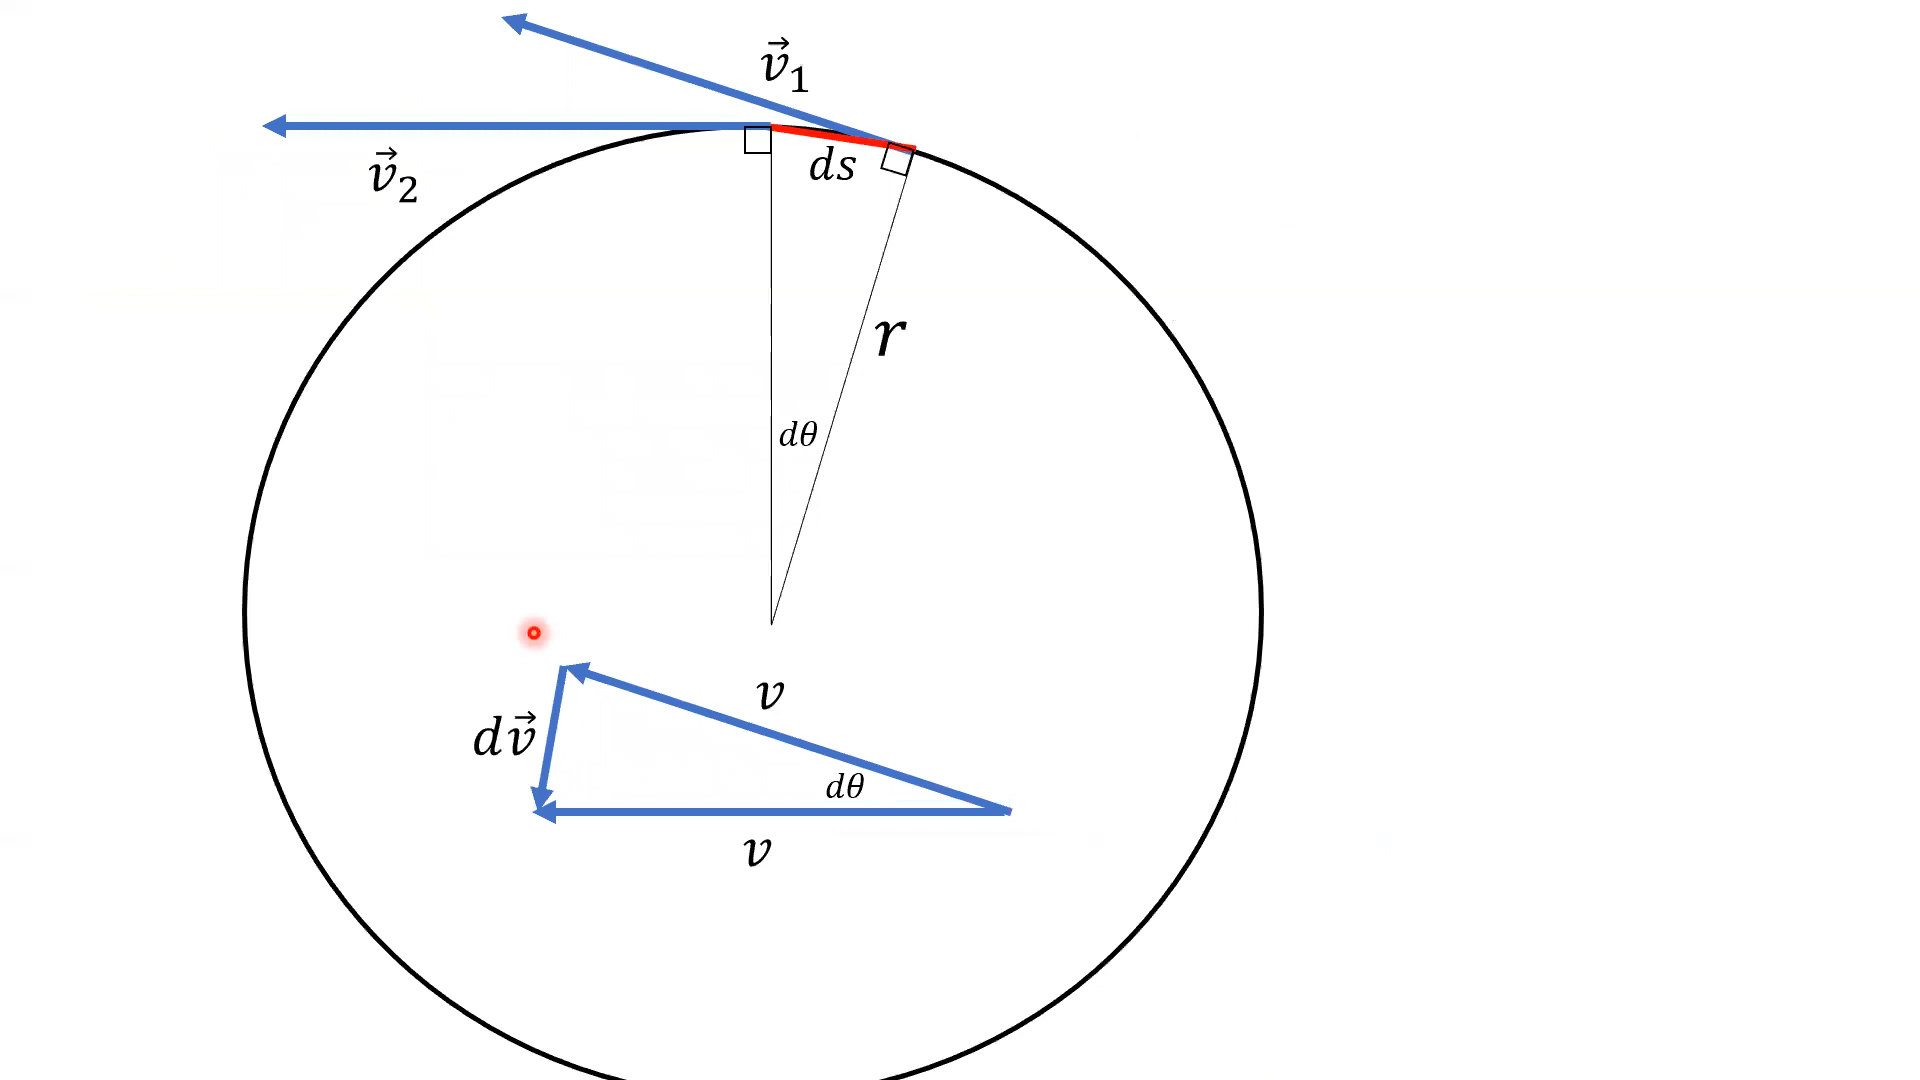 v⃗₁
v⃗₂
ds
r
dθ
v
dv⃗
dθ
v